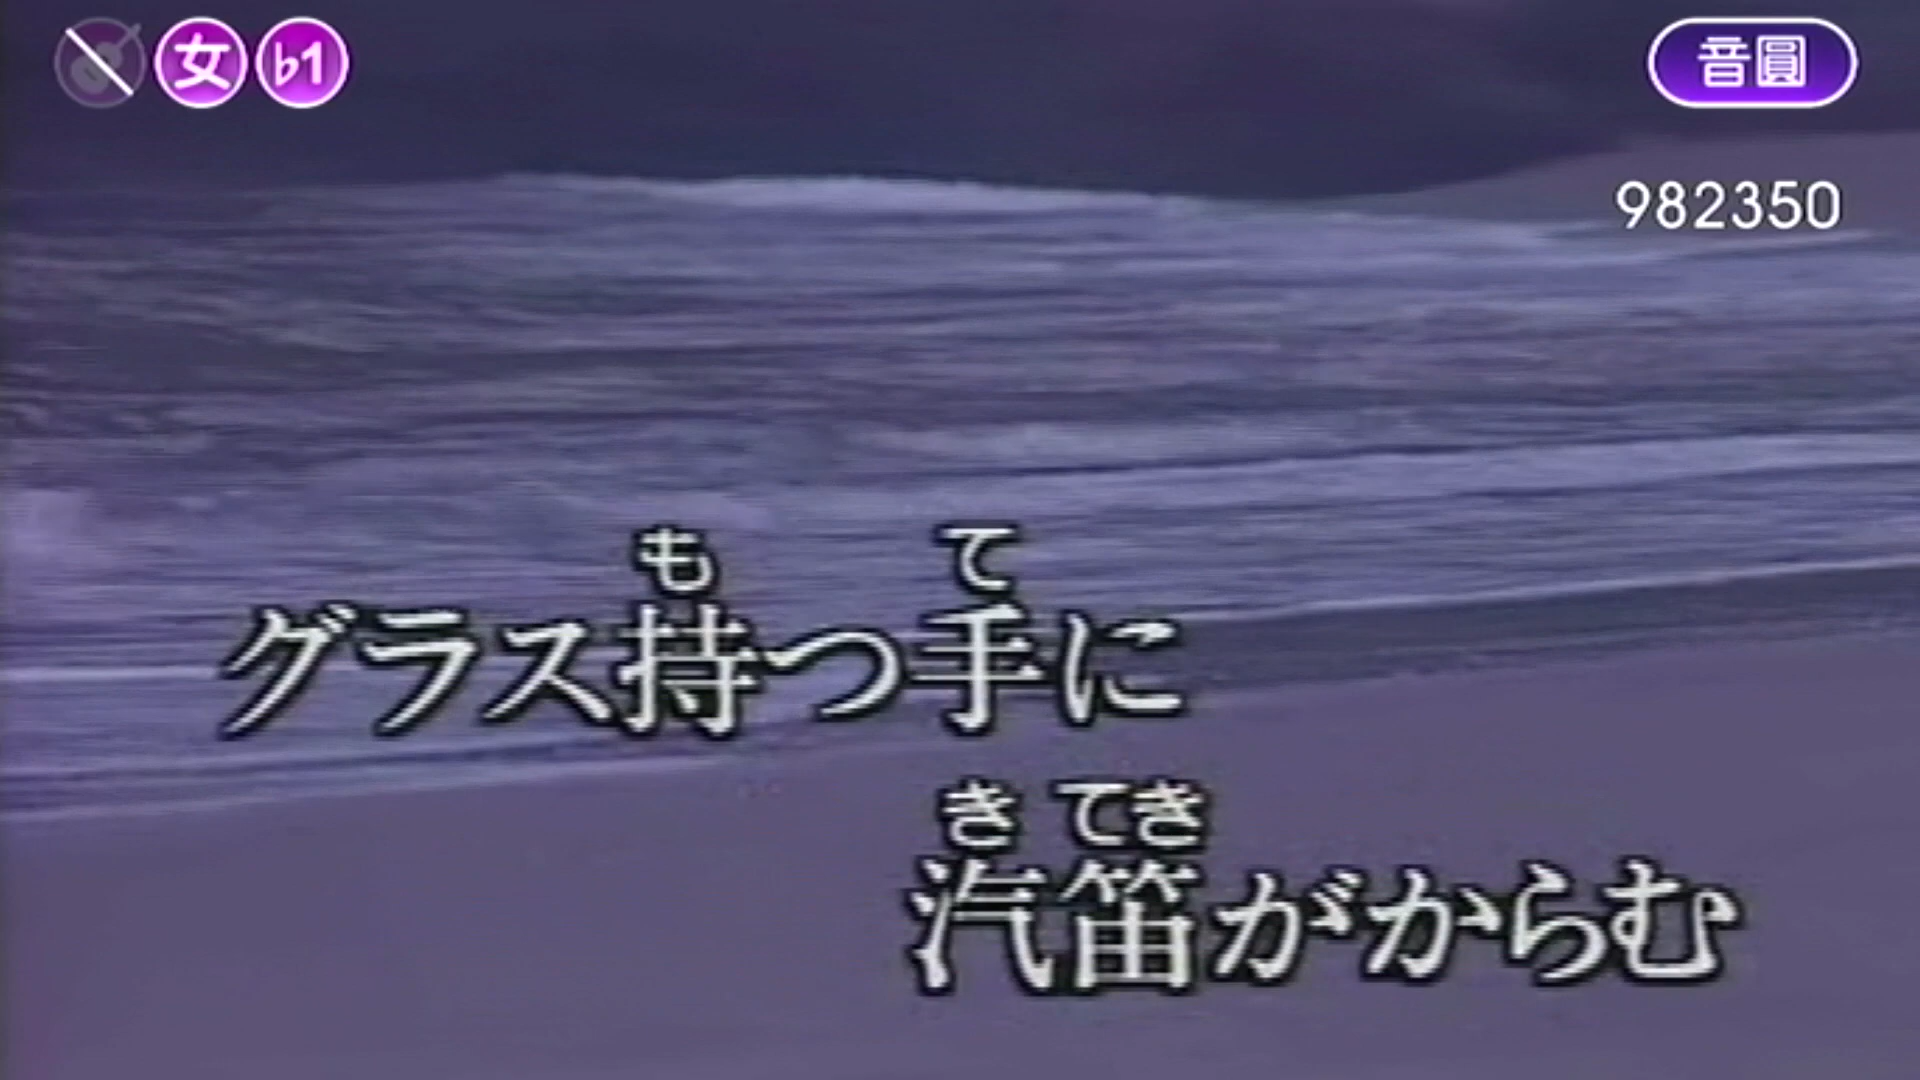 女 ♭1 音圓
982350
も て
グラス持つ手に
き てき
汽笛がからむ